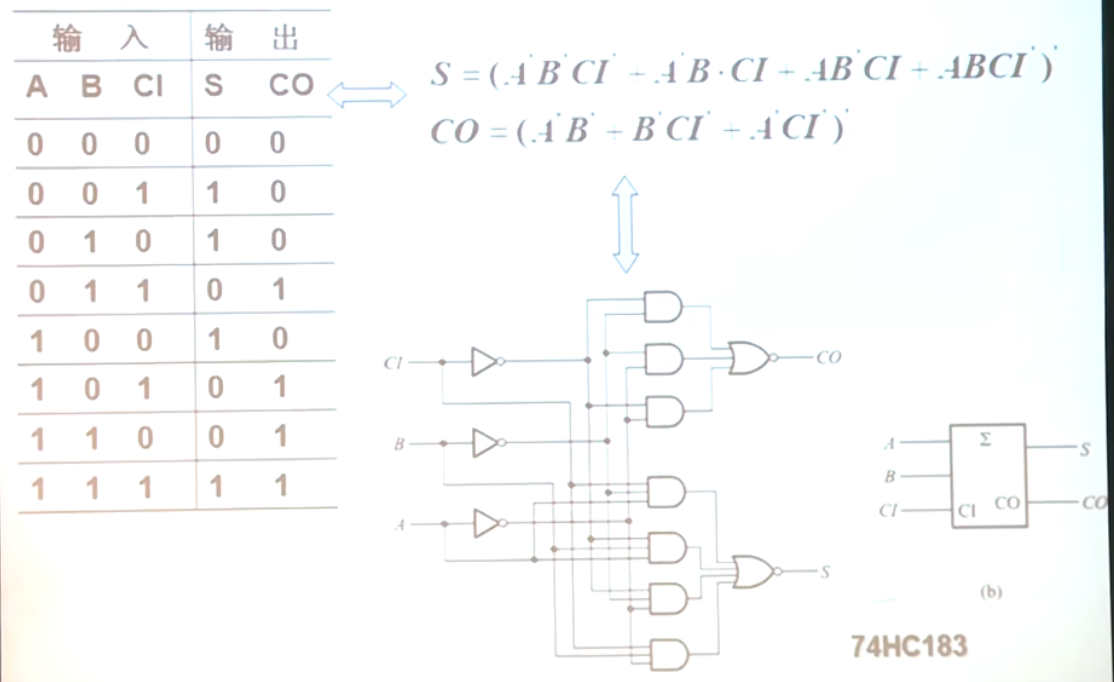 输 入 输 出
A B CI S CO
0 0 0 0 0
0 0 1 1 0
0 1 0 1 0
0 1 1 0 1
1 0 0 1 0
1 0 1 0 1
1 1 0 0 1
1 1 1 1 1
S = (A'B'CI' + A'B·CI + AB'CI + ABCI')'
CO = (A'B' + B'CI' + A'CI')'
CI
CO
B
A
S
A
B
CI
Σ
CI CO
S
CO
(b)
74HC183